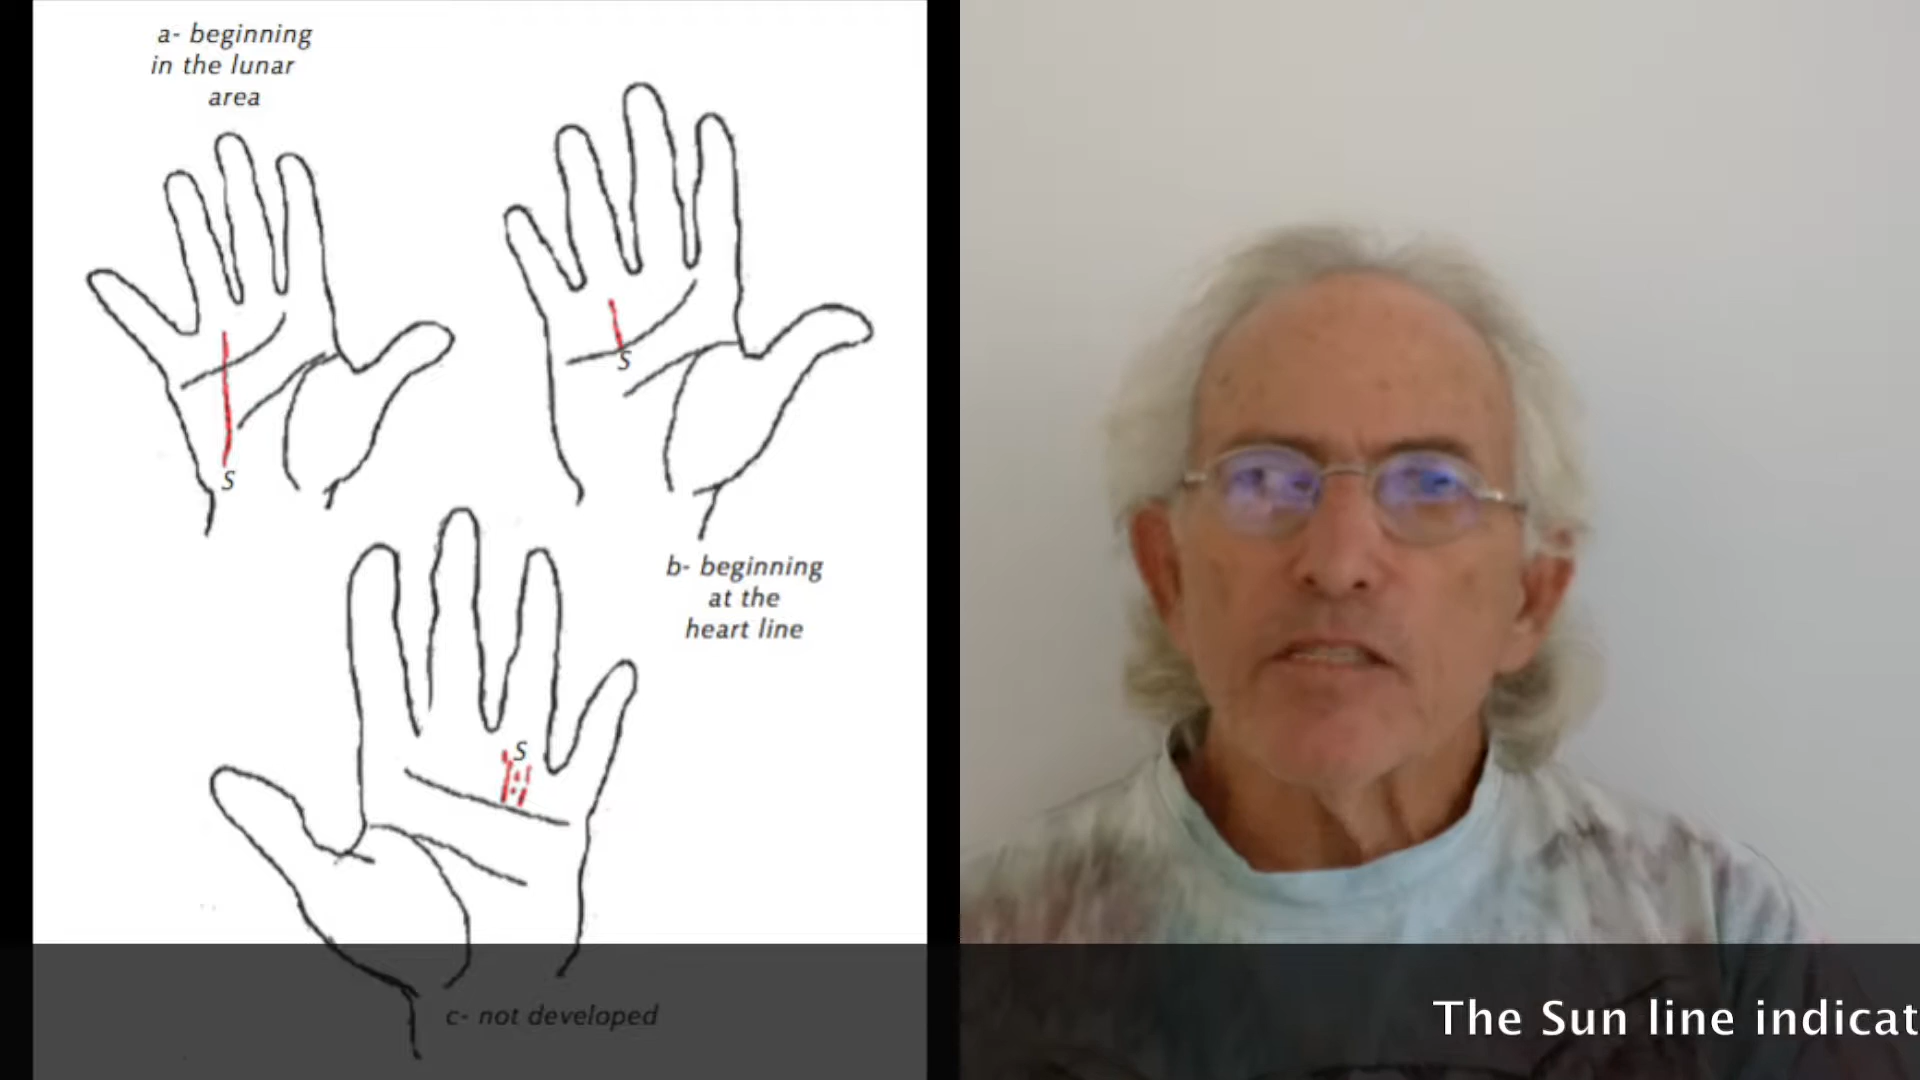 a- beginning
in the lunar
area
S
S
b- beginning
at the
heart line
S
c- not developed
The Sun line indicat